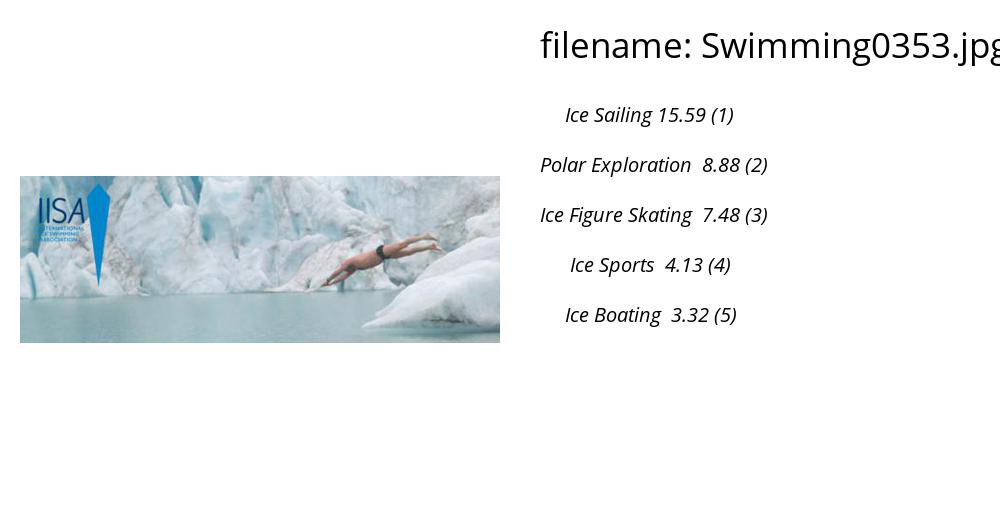 filename: Swimming0353.jpg
Ice Sailing 15.59 (1)
Polar Exploration 8.88 (2)
Ice Figure Skating 7.48 (3)
Ice Sports 4.13 (4)
Ice Boating 3.32 (5)
IISA
INTERNATIONAL
ICE SWIMMING
ASSOCIATION